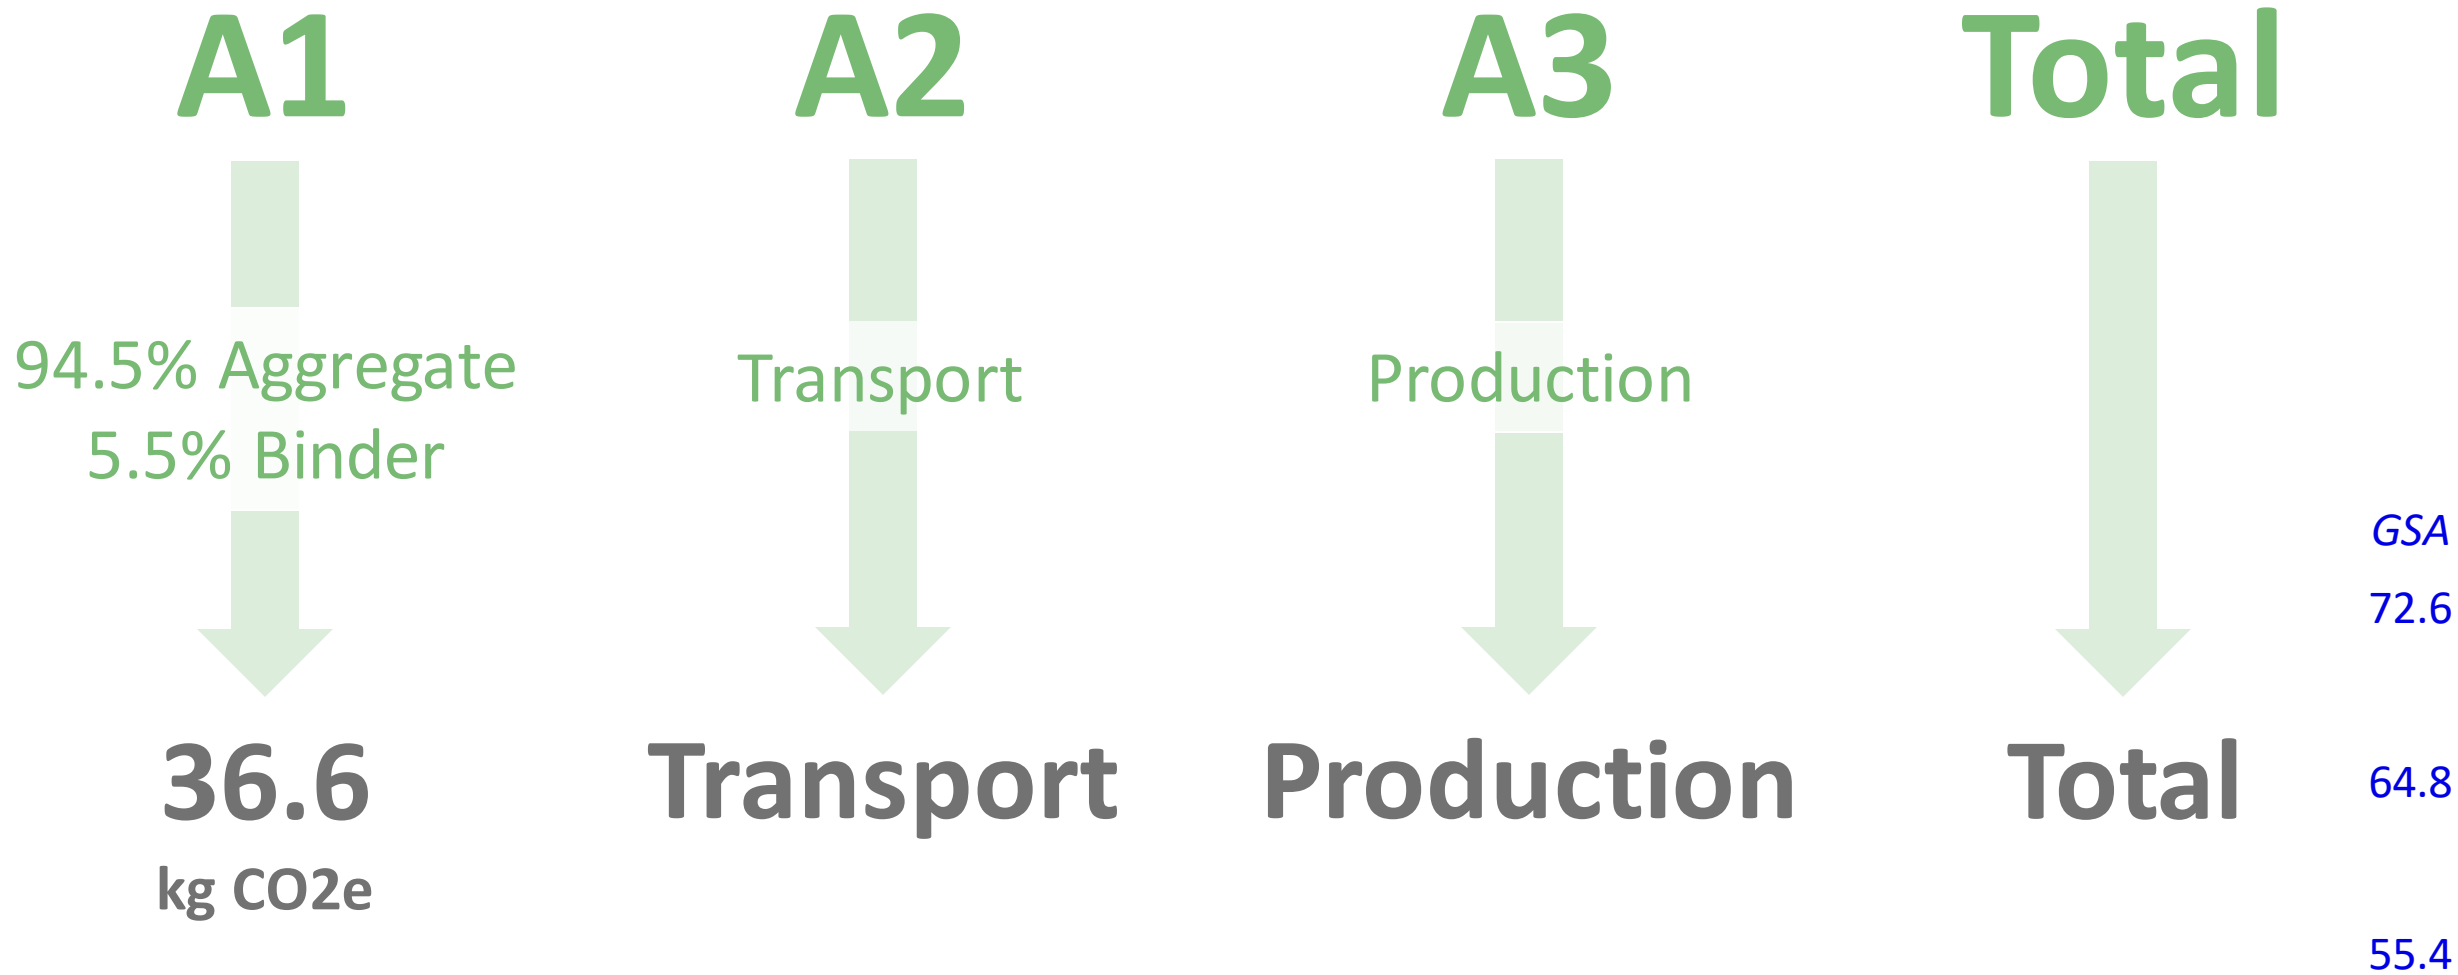 A1 A2 A3 Total
94.5% Aggregate
5.5% Binder
Transport
Production
GSA
72.6
36.6 Transport Production Total
64.8
kg CO2e
55.4